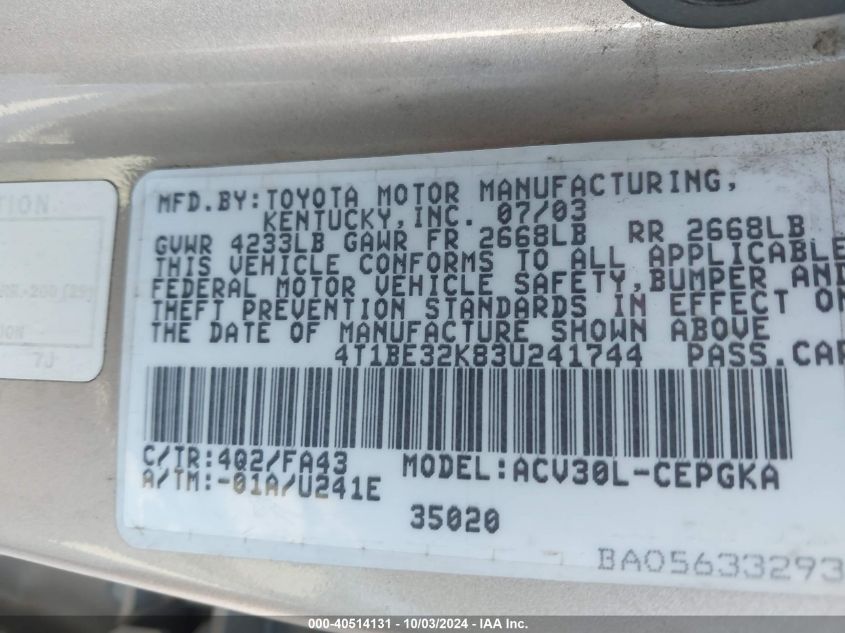 MFD.BY:TOYOTA MOTOR MANUFACTURING,
KENTUCKY,INC. 07/03
GVWR 4233LB GAWR FR 2668LB RR 2668LB
THIS VEHICLE CONFORMS TO ALL APPLICABLE
FEDERAL MOTOR VEHICLE SAFETY,BUMPER AND
THEFT PREVENTION STANDARDS IN EFFECT ON
THE DATE OF MANUFACTURE SHOWN ABOVE
4T1BE32K83U241744 PASS.CAR
C/TR:4Q2/FA43 MODEL:ACV30L-CEPGKA
A/TM:-01A/U241E
35020
BA05633293
TION
ION
7J
000-40514131 - 10/03/2024 - IAA Inc.